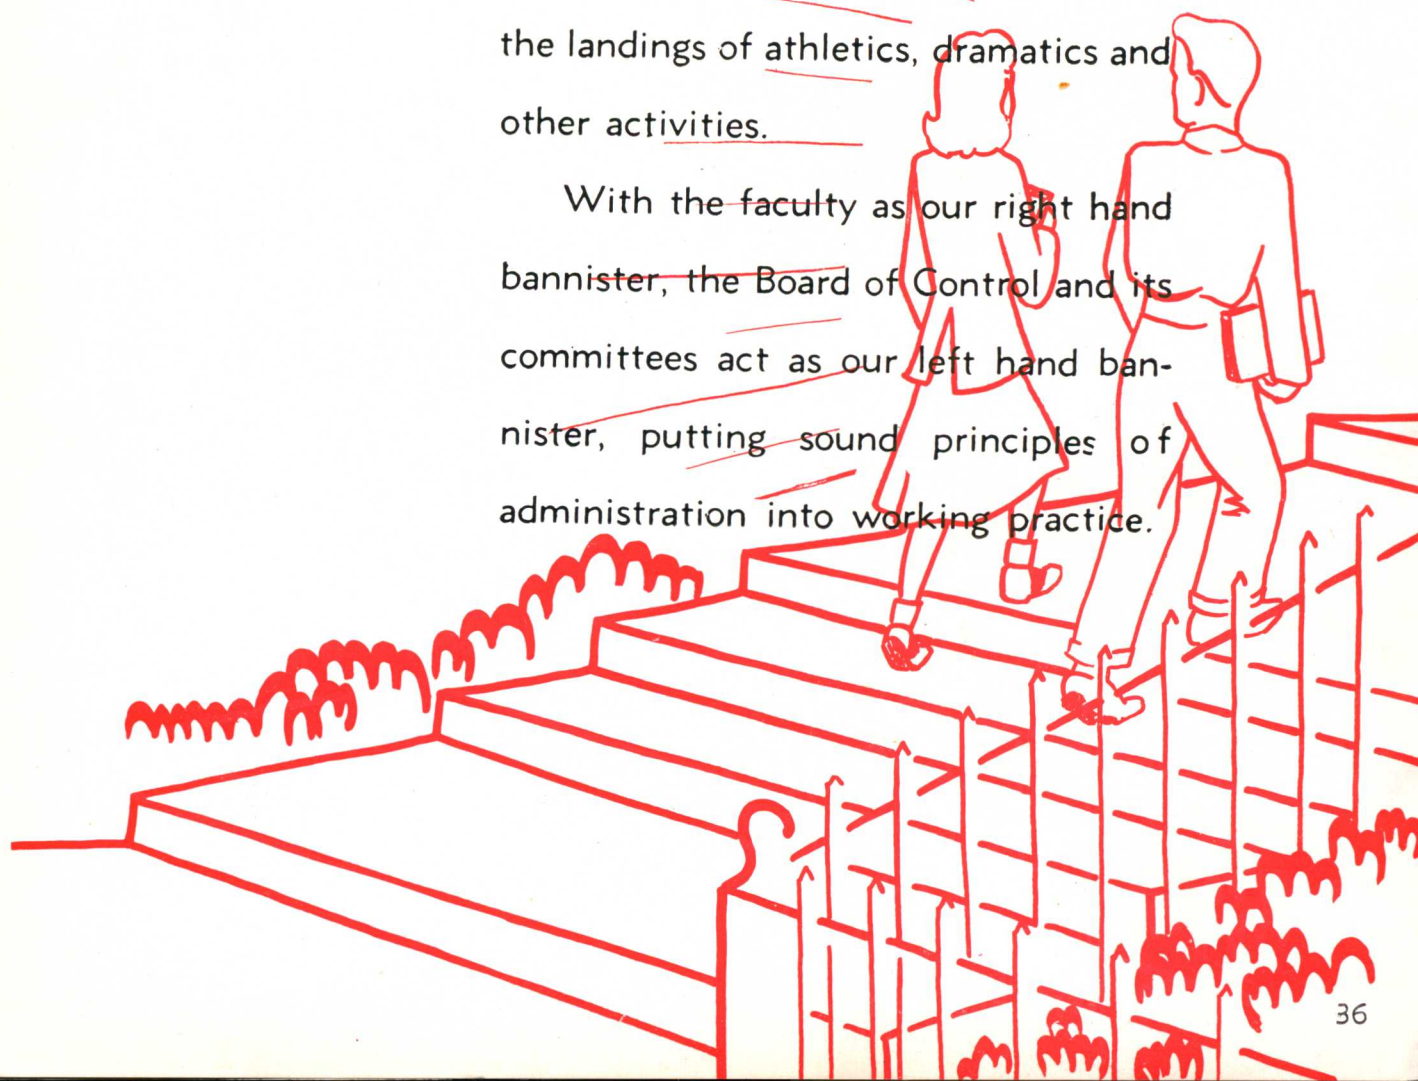 the landings of athletics, dramatics and
other activities.
With the faculty as our right hand
bannister, the Board of Control and its
committees act as our left hand ban-
nister, putting sound principles of
administration into working practice.
36